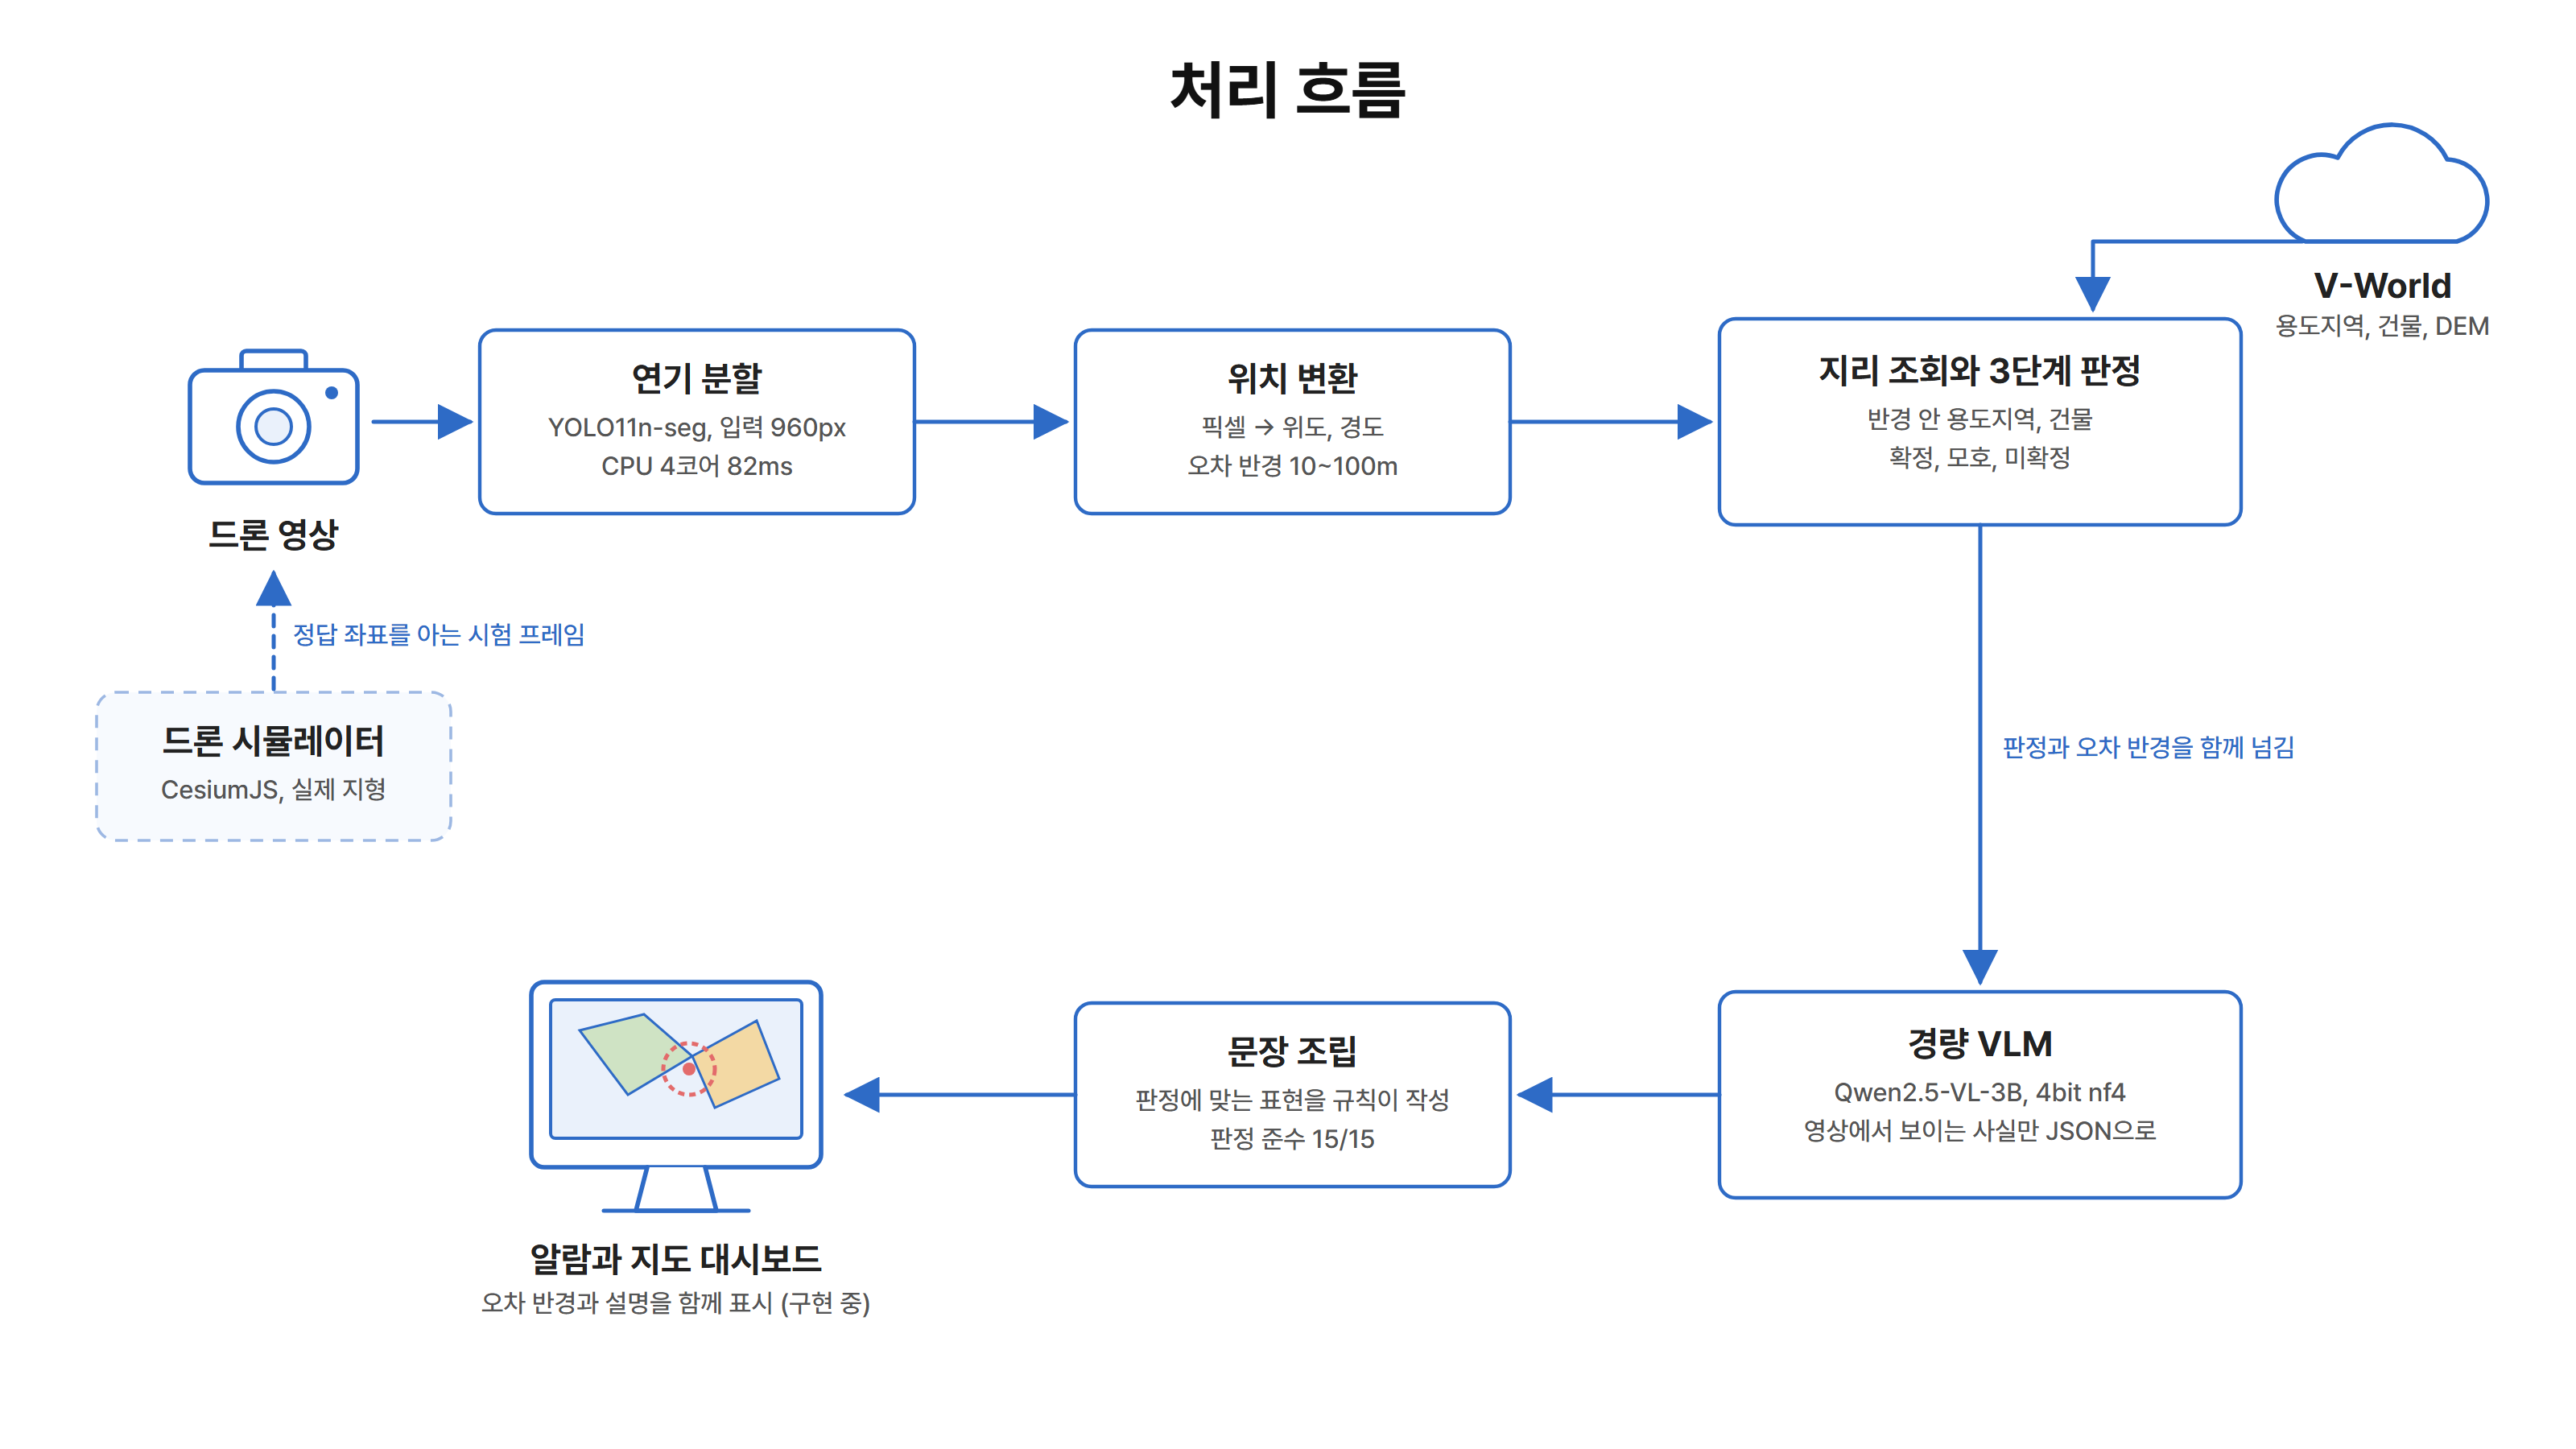 처리 흐름
V-World
용도지역, 건물, DEM
드론 영상
연기 분할
YOLO11n-seg, 입력 960px
CPU 4코어 82ms
위치 변환
픽셀 → 위도, 경도
오차 반경 10~100m
지리 조회와 3단계 판정
반경 안 용도지역, 건물
확정, 모호, 미확정
정답 좌표를 아는 시험 프레임
드론 시뮬레이터
CesiumJS, 실제 지형
판정과 오차 반경을 함께 넘김
경량 VLM
Qwen2.5-VL-3B, 4bit nf4
영상에서 보이는 사실만 JSON으로
문장 조립
판정에 맞는 표현을 규칙이 작성
판정 준수 15/15
알람과 지도 대시보드
오차 반경과 설명을 함께 표시 (구현 중)